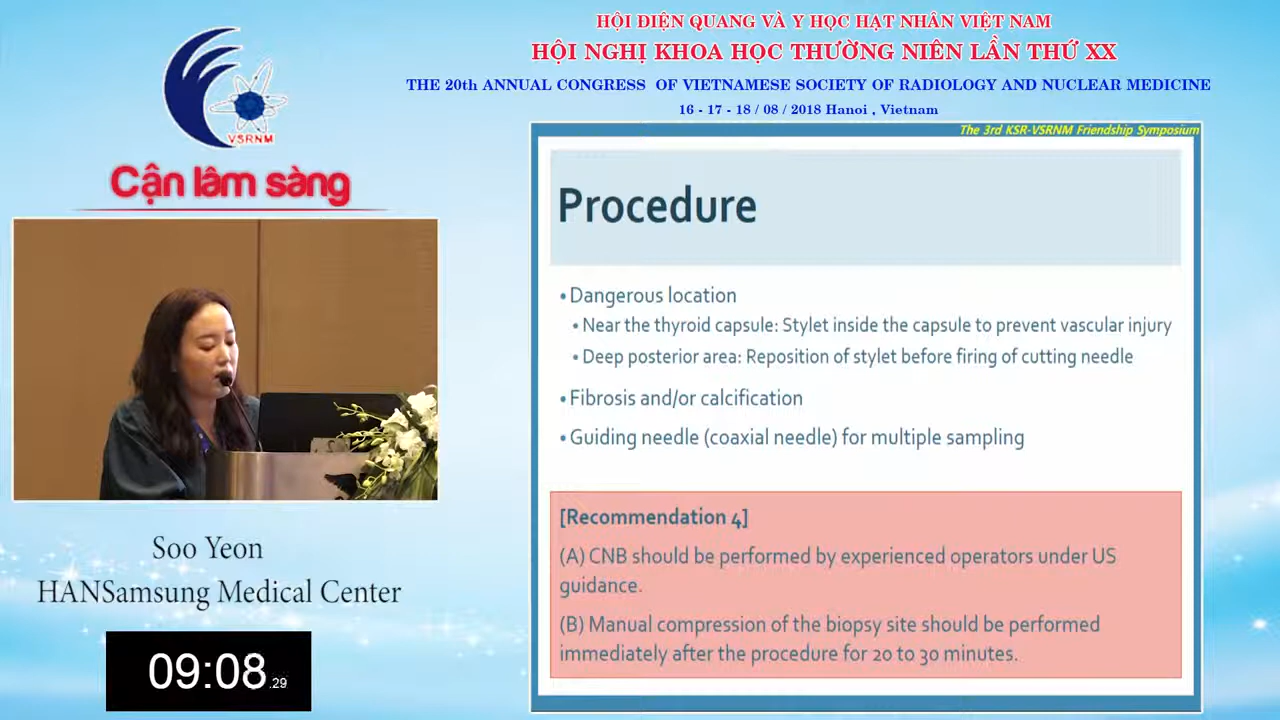 HỘI ĐIỆN QUANG VÀ Y HỌC HẠT NHÂN VIỆT NAM
HỘI NGHỊ KHOA HỌC THƯỜNG NIÊN LẦN THỨ XX
THE 20th ANNUAL CONGRESS OF VIETNAMESE SOCIETY OF RADIOLOGY AND NUCLEAR MEDICINE
16 - 17 - 18 / 08 / 2018 Hanoi , Vietnam
VSRNM
Cận lâm sàng
Soo Yeon
HANSamsung Medical Center
09:08.29
The 3rd KSR-VSRNM Friendship Symposium
Procedure
• Dangerous location
• Near the thyroid capsule: Stylet inside the capsule to prevent vascular injury
• Deep posterior area: Reposition of stylet before firing of cutting needle
• Fibrosis and/or calcification
• Guiding needle (coaxial needle) for multiple sampling
[Recommendation 4]
(A) CNB should be performed by experienced operators under US
guidance.
(B) Manual compression of the biopsy site should be performed
immediately after the procedure for 20 to 30 minutes.